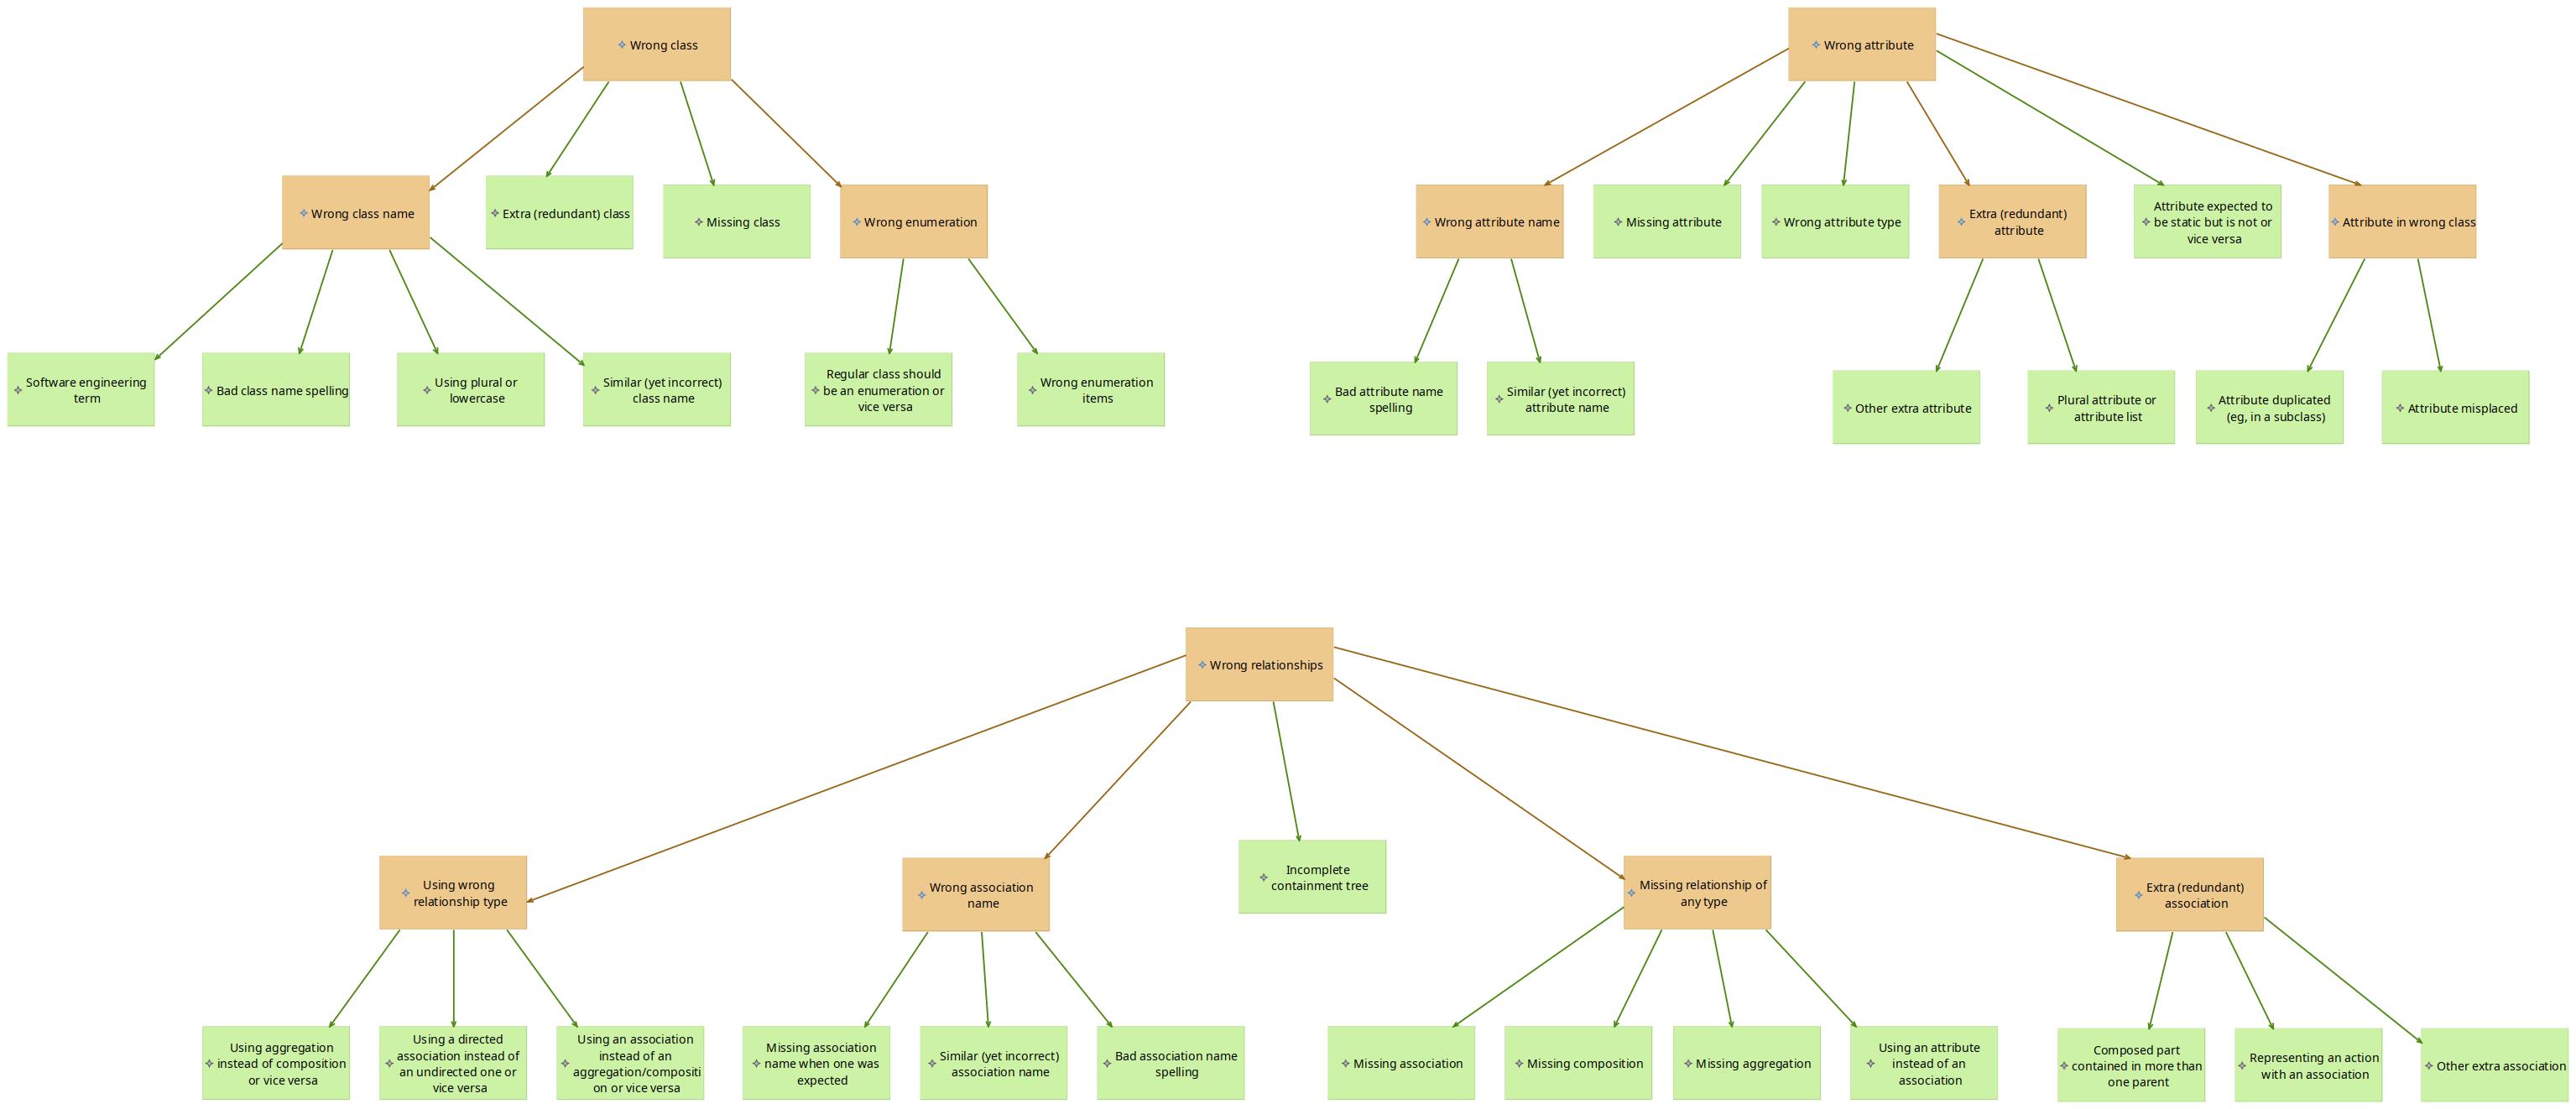 Wrong class
Wrong attribute
Wrong class name
Extra (redundant) class
Missing class
Wrong enumeration
Wrong attribute name
Missing attribute
Wrong attribute type
Extra (redundant)
attribute
Attribute expected to
be static but is not or
vice versa
Attribute in wrong class
Software engineering
term
Bad class name spelling
Using plural or
lowercase
Similar (yet incorrect)
class name
Regular class should
be an enumeration or
vice versa
Wrong enumeration
items
Bad attribute name
spelling
Similar (yet incorrect)
attribute name
Other extra attribute
Plural attribute or
attribute list
Attribute duplicated
(eg, in a subclass)
Attribute misplaced
Wrong relationships
Using wrong
relationship type
Wrong association
name
Incomplete
containment tree
Missing relationship of
any type
Extra (redundant)
association
Using aggregation
instead of composition
or vice versa
Using a directed
association instead of
an undirected one or
vice versa
Using an association
instead of an
aggregation/compositi
on or vice versa
Missing association
name when one was
expected
Similar (yet incorrect)
association name
Bad association name
spelling
Missing association
Missing composition
Missing aggregation
Using an attribute
instead of an
association
Composed part
contained in more than
one parent
Representing an action
with an association
Other extra association